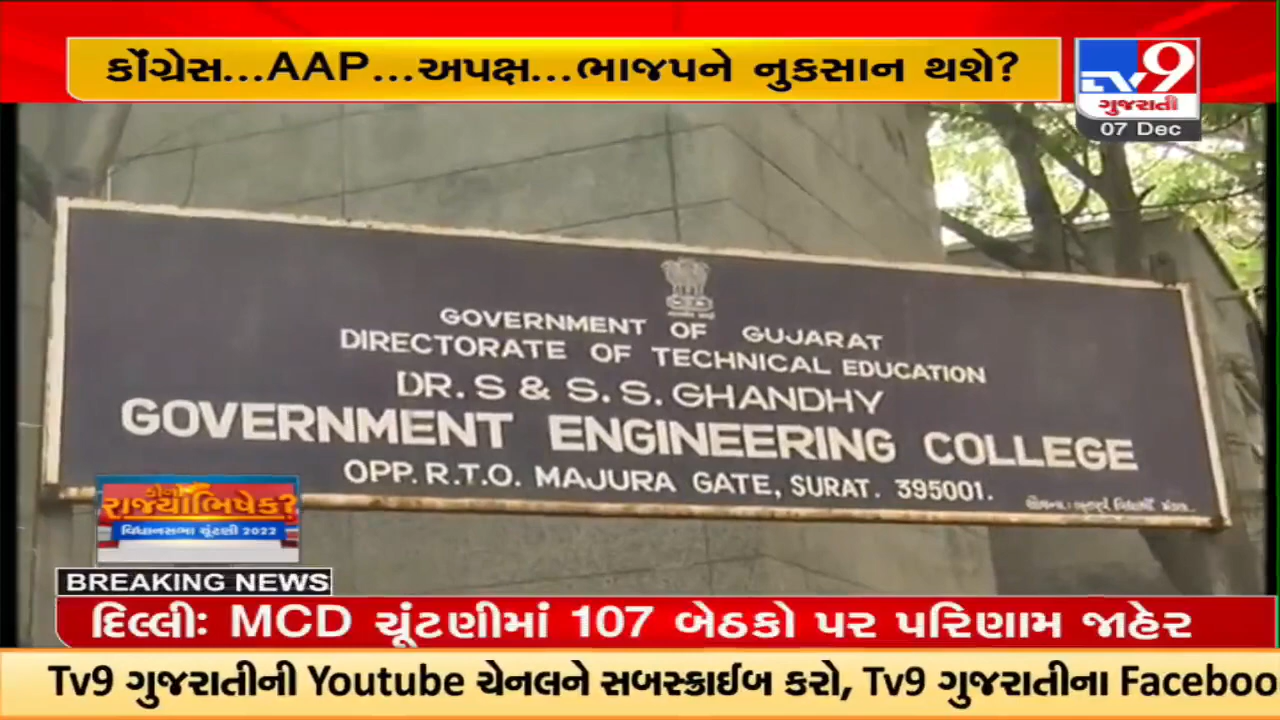 કોંગ્રેસ...AAP...અપક્ષ...ભાજપને નુકસાન થશે?
TV9
ગુજરાતી
07 Dec
GOVERNMENT OF GUJARAT
DIRECTORATE OF TECHNICAL EDUCATION
DR. S & S. S. GHANDHY
GOVERNMENT ENGINEERING COLLEGE
OPP. R.T.O. MAJURA GATE, SURAT. 395001.
કોનો
રાજ્યાભિષેક?
વિધાનસભા ચૂંટણી 2022
BREAKING NEWS
દિલ્લી: MCD ચૂંટણીમાં 107 બેઠકો પર પરિણામ જાહેર
Tv9 ગુજરાતીની Youtube ચેનલને સબસ્ક્રાઈબ કરો, Tv9 ગુજરાતીના Faceboo